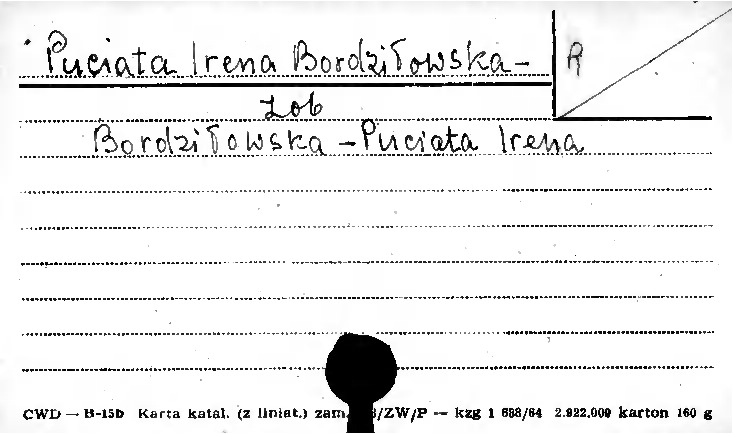 Puciata Irena Bordziłowska-
R
zob
Bordziłowska-Puciata Irena
CWD — B-15b Karta katal. (z liniat.) zam. /ZW/P — kzg 1 688/64 2.922.000 karton 160 g